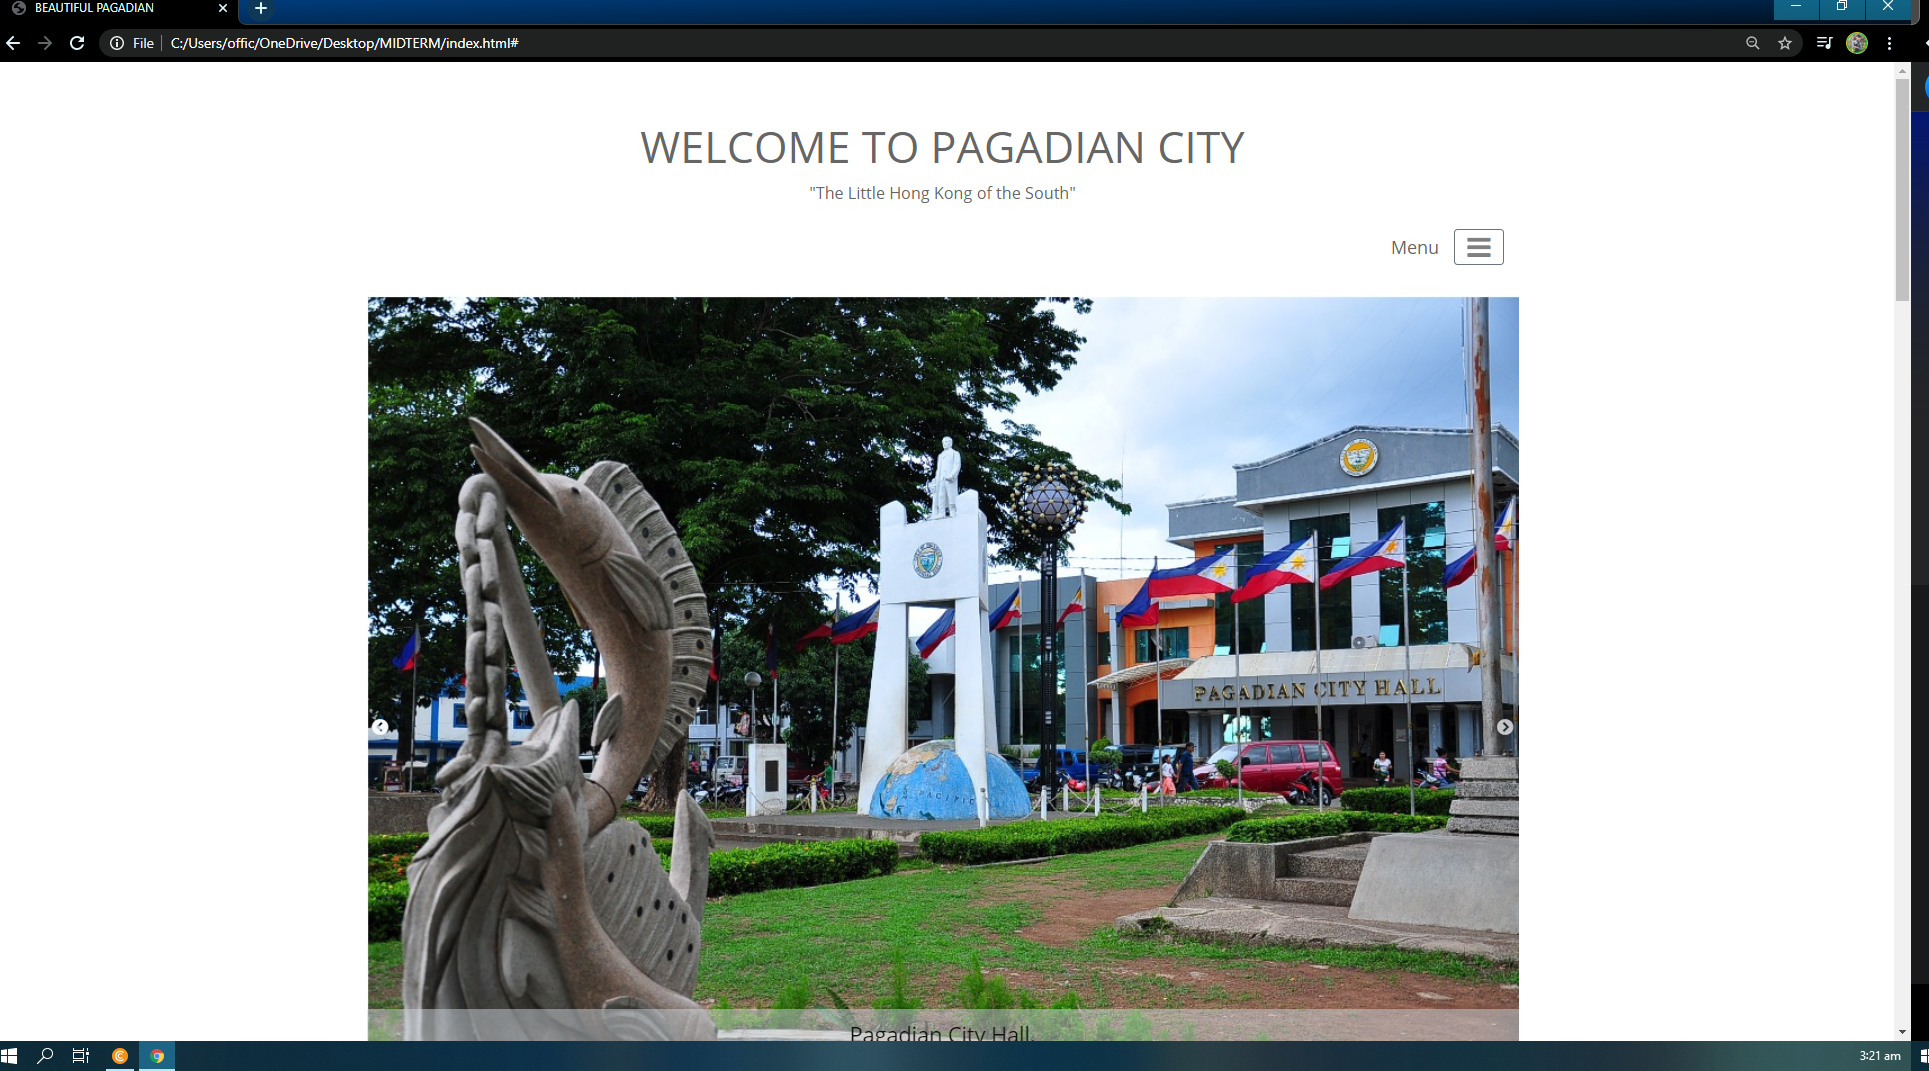 BEAUTIFUL PAGADIAN
File
C:/Users/offic/OneDrive/Desktop/MIDTERM/index.html#
WELCOME TO PAGADIAN CITY
"The Little Hong Kong of the South"
Menu
PAGADIAN CITY HALL
PACIFIC
Pagadian City Hall.
3:21 am